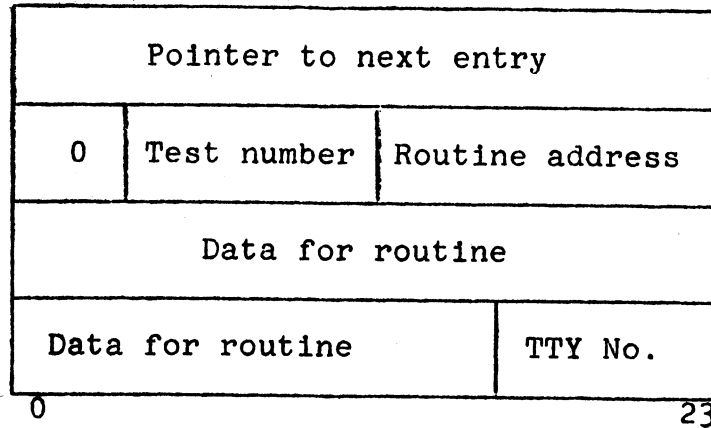 Pointer to next entry
0 Test number Routine address
Data for routine
Data for routine TTY No.
0 23